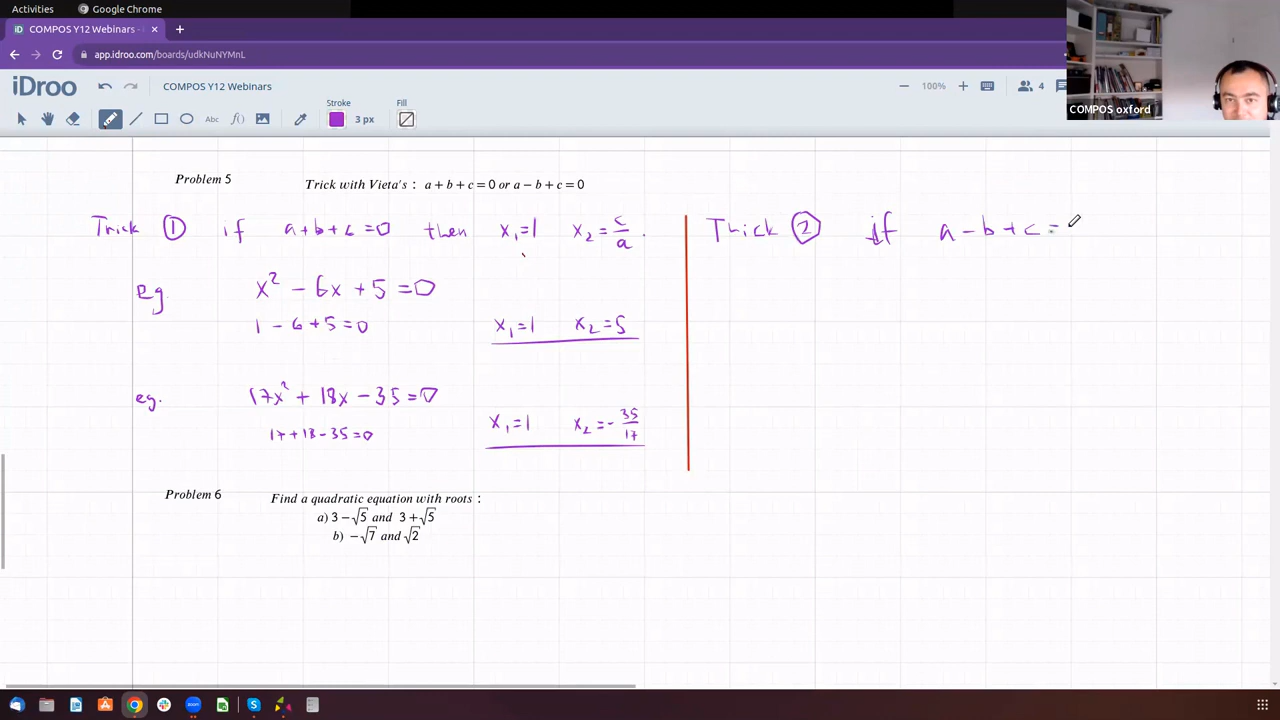 Activities Google Chrome
COMPOS Y12 Webinars -
app.idroo.com/boards/udkNuNYMnL
iDroo COMPOS Y12 Webinars 100% 4
Stroke Fill
Abc f() 3 px
COMPOS oxford
Problem 5 Trick with Vieta's : a + b + c = 0 or a − b + c = 0
Trick ① if a+b+c=0 then x₁=1 x₂=c/a.
Eg x² − 6x + 5 = 0
1 − 6 + 5 = 0 x₁=1 x₂=5
eg. 17x² + 18x − 35 = 0
17+18−35=0 x₁=1 x₂=−35/17
Trick ② if a − b + c =
Problem 6 Find a quadratic equation with roots :
a) 3 − √5 and 3 + √5
b) − √7 and √2